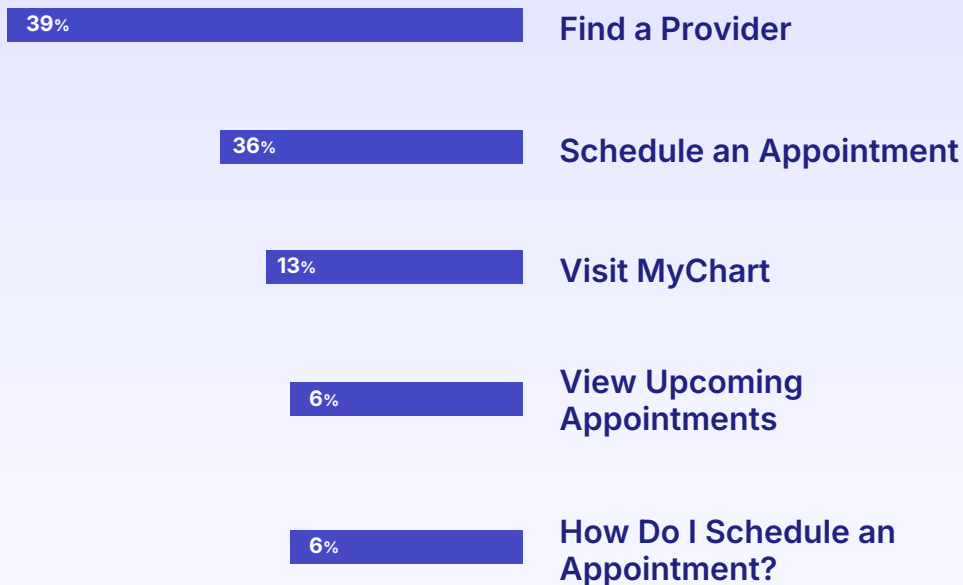 39% Find a Provider
36% Schedule an Appointment
13% Visit MyChart
6% View Upcoming
Appointments
6% How Do I Schedule an
Appointment?